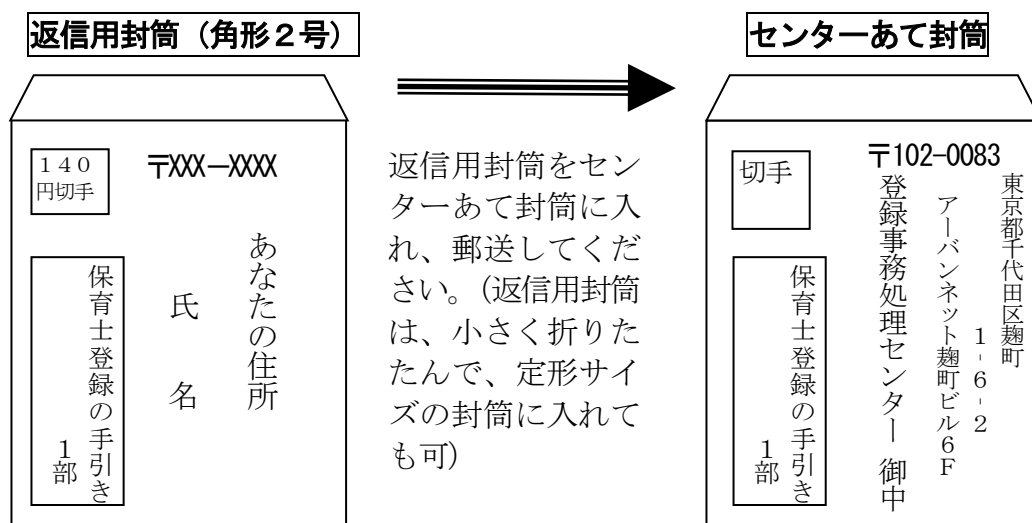 返信用封筒（角形２号）
１４０
円切手
〒XXX―XXXX
あなたの住所
氏　名
保育士登録の手引き
１部
返信用封筒をセン
ターあて封筒に入
れ、郵送してくだ
さい。(返信用封筒
は、小さく折りた
たんで、定形サイ
ズの封筒に入れて
も可)
センターあて封筒
切手
〒102-0083
東京都千代田区麹町
１-６-２
アーバンネット麹町ビル６F
登録事務処理センター 御中
保育士登録の手引き
１部